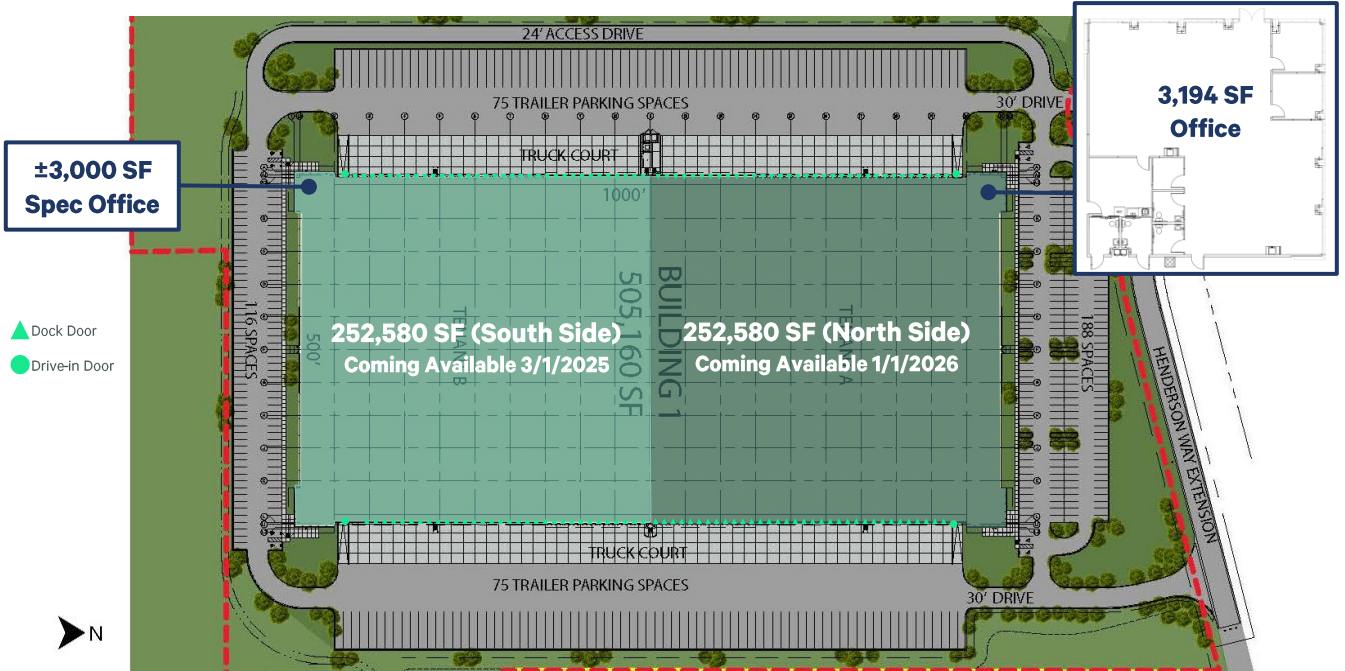 24' ACCESS DRIVE
75 TRAILER PARKING SPACES
30' DRIVE
3,194 SF
Office
TRUCK COURT
±3,000 SF
Spec Office
1000'
BUILDING 1
505,160 SF
TENANT B
TENANT A
500'
116 SPACES
188 SPACES
252,580 SF (South Side)
Coming Available 3/1/2025
252,580 SF (North Side)
Coming Available 1/1/2026
Dock Door
Drive-in Door
HENDERSON WAY EXTENSION
TRUCK COURT
75 TRAILER PARKING SPACES
30' DRIVE
N